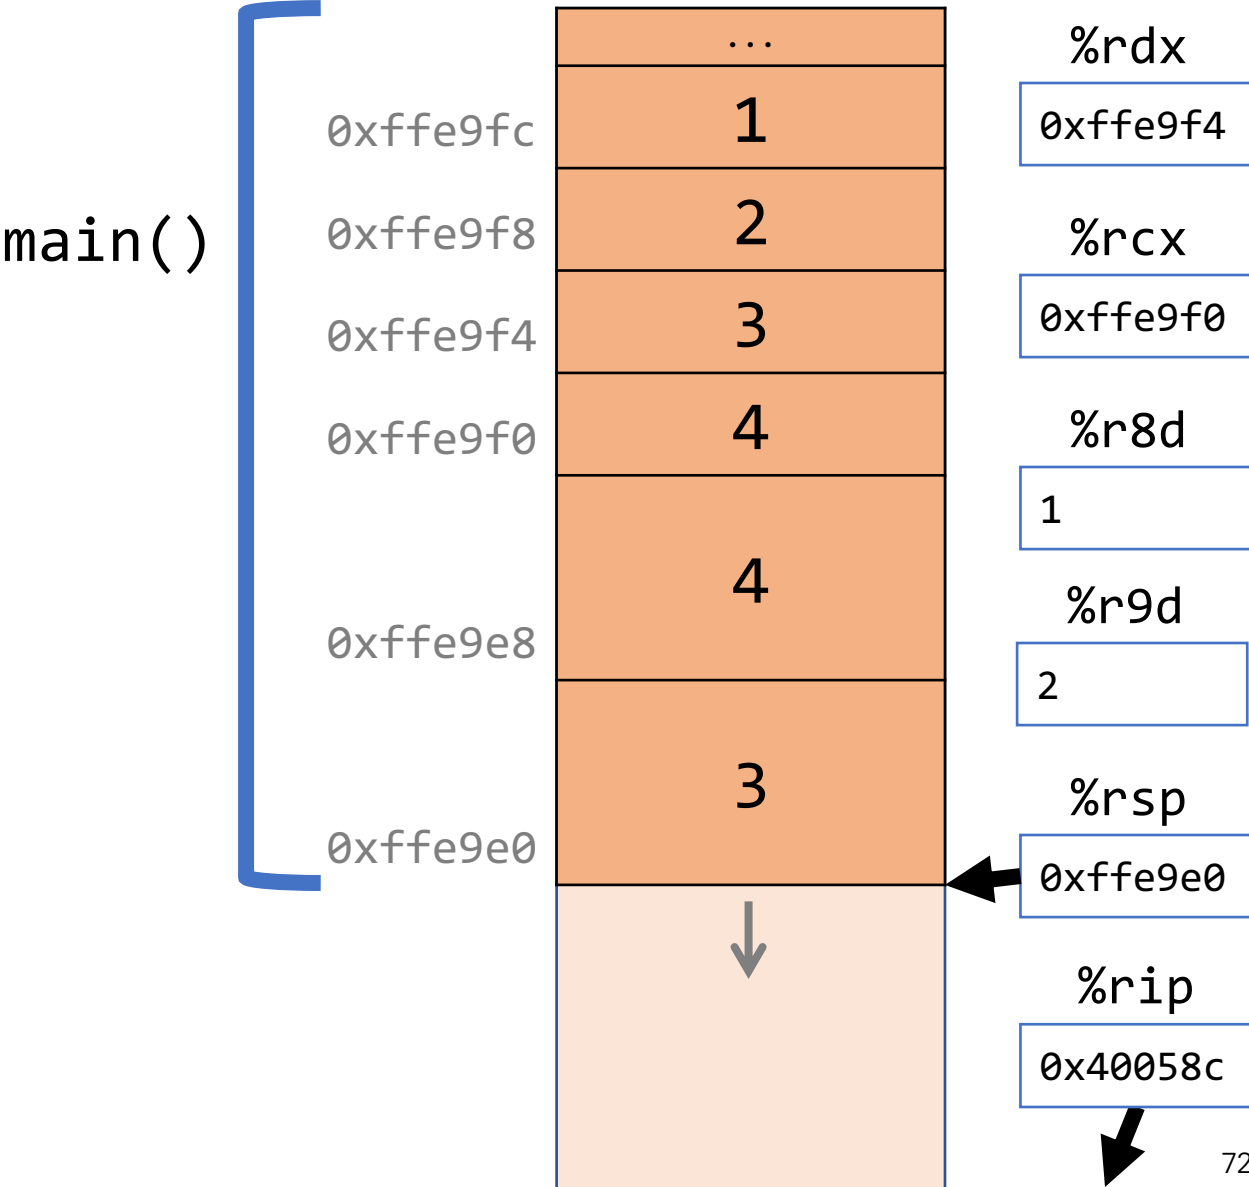 ...
%rdx
0xffe9fc
1
0xffe9f4
main()
0xffe9f8
2
%rcx
0xffe9f4
3
0xffe9f0
0xffe9f0
4
%r8d
1
4
%r9d
0xffe9e8
2
3
%rsp
0xffe9e0
0xffe9e0
%rip
0x40058c
72